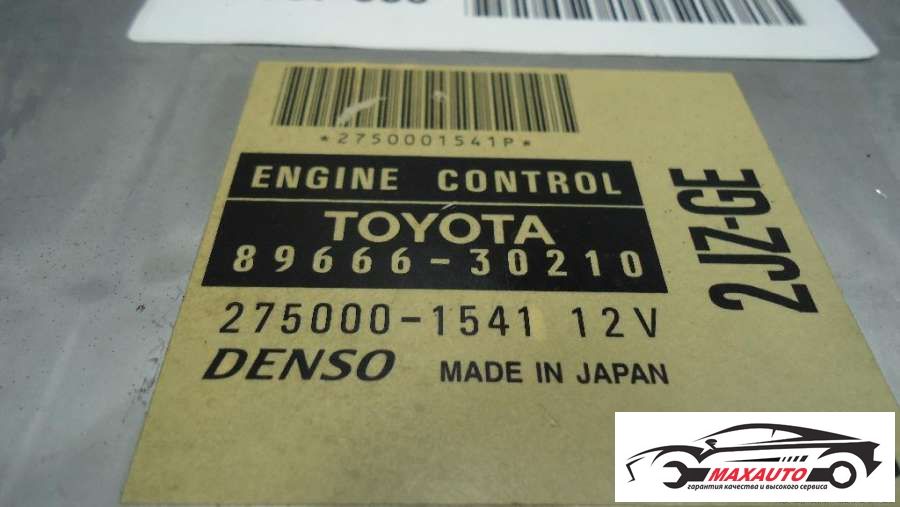 *2750001541P*
ENGINE CONTROL
TOYOTA
89666-30210
275000-1541 12V
DENSO MADE IN JAPAN
2JZ-GE
MAXAUTO
гарантия качества и высокого сервиса